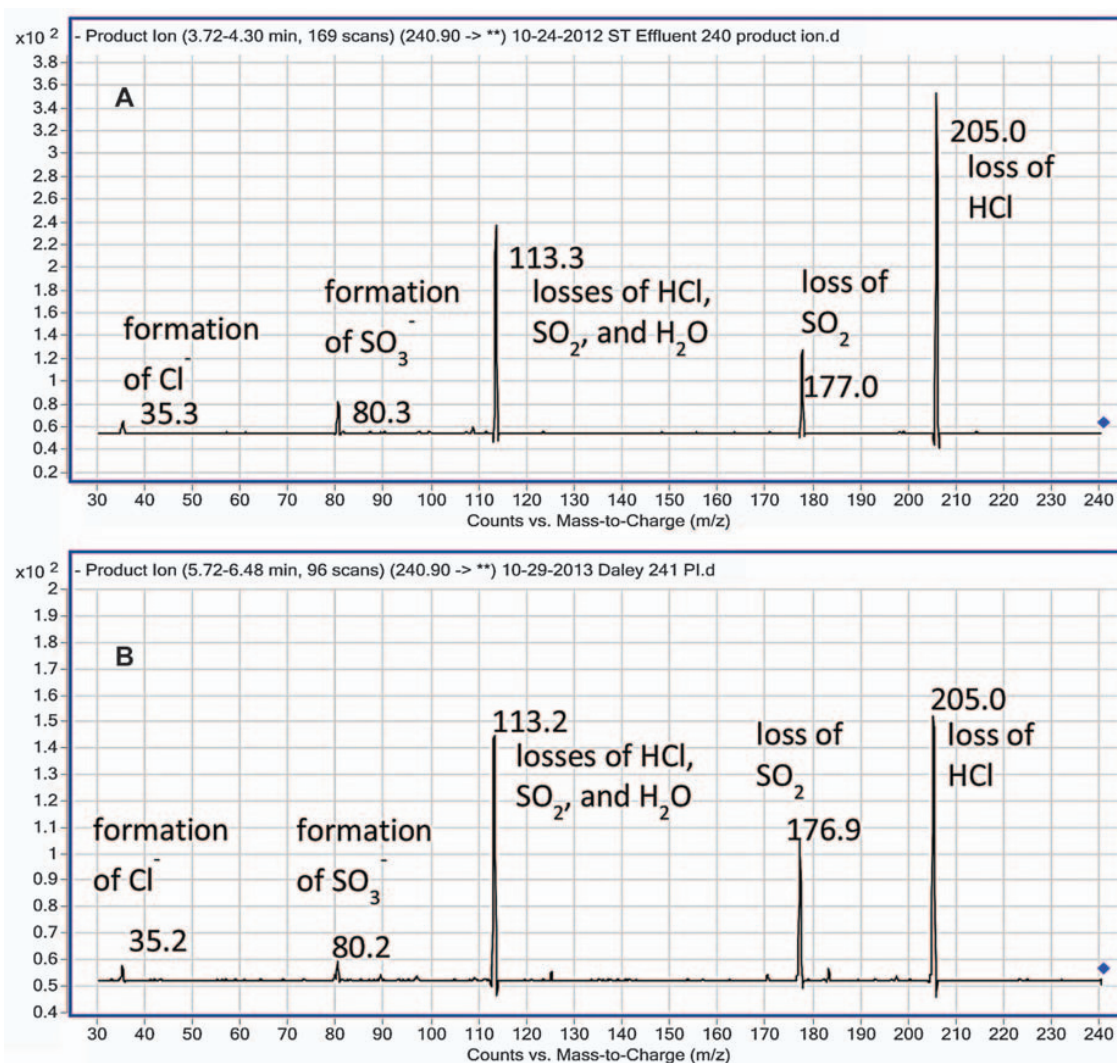 x10 2
- Product Ion (3.72-4.30 min, 169 scans) (240.90 -> **) 10-24-2012 ST Effluent 240 product ion.d
3.8
3.6
3.4
3.2
3
2.8
2.6
2.4
2.2
2
1.8
1.6
1.4
1.2
1
0.8
0.6
0.4
0.2
A
formation
of Cl-
35.3
formation
of SO3-
80.3
113.3
losses of HCl,
SO2, and H2O
loss of
SO2
177.0
205.0
loss of
HCl
30 40 50 60 70 80 90 100 110 120 130 140 150 160 170 180 190 200 210 220 230 240
Counts vs. Mass-to-Charge (m/z)
x10 2
- Product Ion (5.72-6.48 min, 96 scans) (240.90 -> **) 10-29-2013 Daley 241 PI.d
2
1.9
1.8
1.7
1.6
1.5
1.4
1.3
1.2
1.1
1
0.9
0.8
0.7
0.6
0.5
0.4
B
formation
of Cl-
35.2
formation
of SO3-
80.2
113.2
losses of HCl,
SO2, and H2O
loss of
SO2
176.9
205.0
loss of
HCl
30 40 50 60 70 80 90 100 110 120 130 140 150 160 170 180 190 200 210 220 230 240
Counts vs. Mass-to-Charge (m/z)